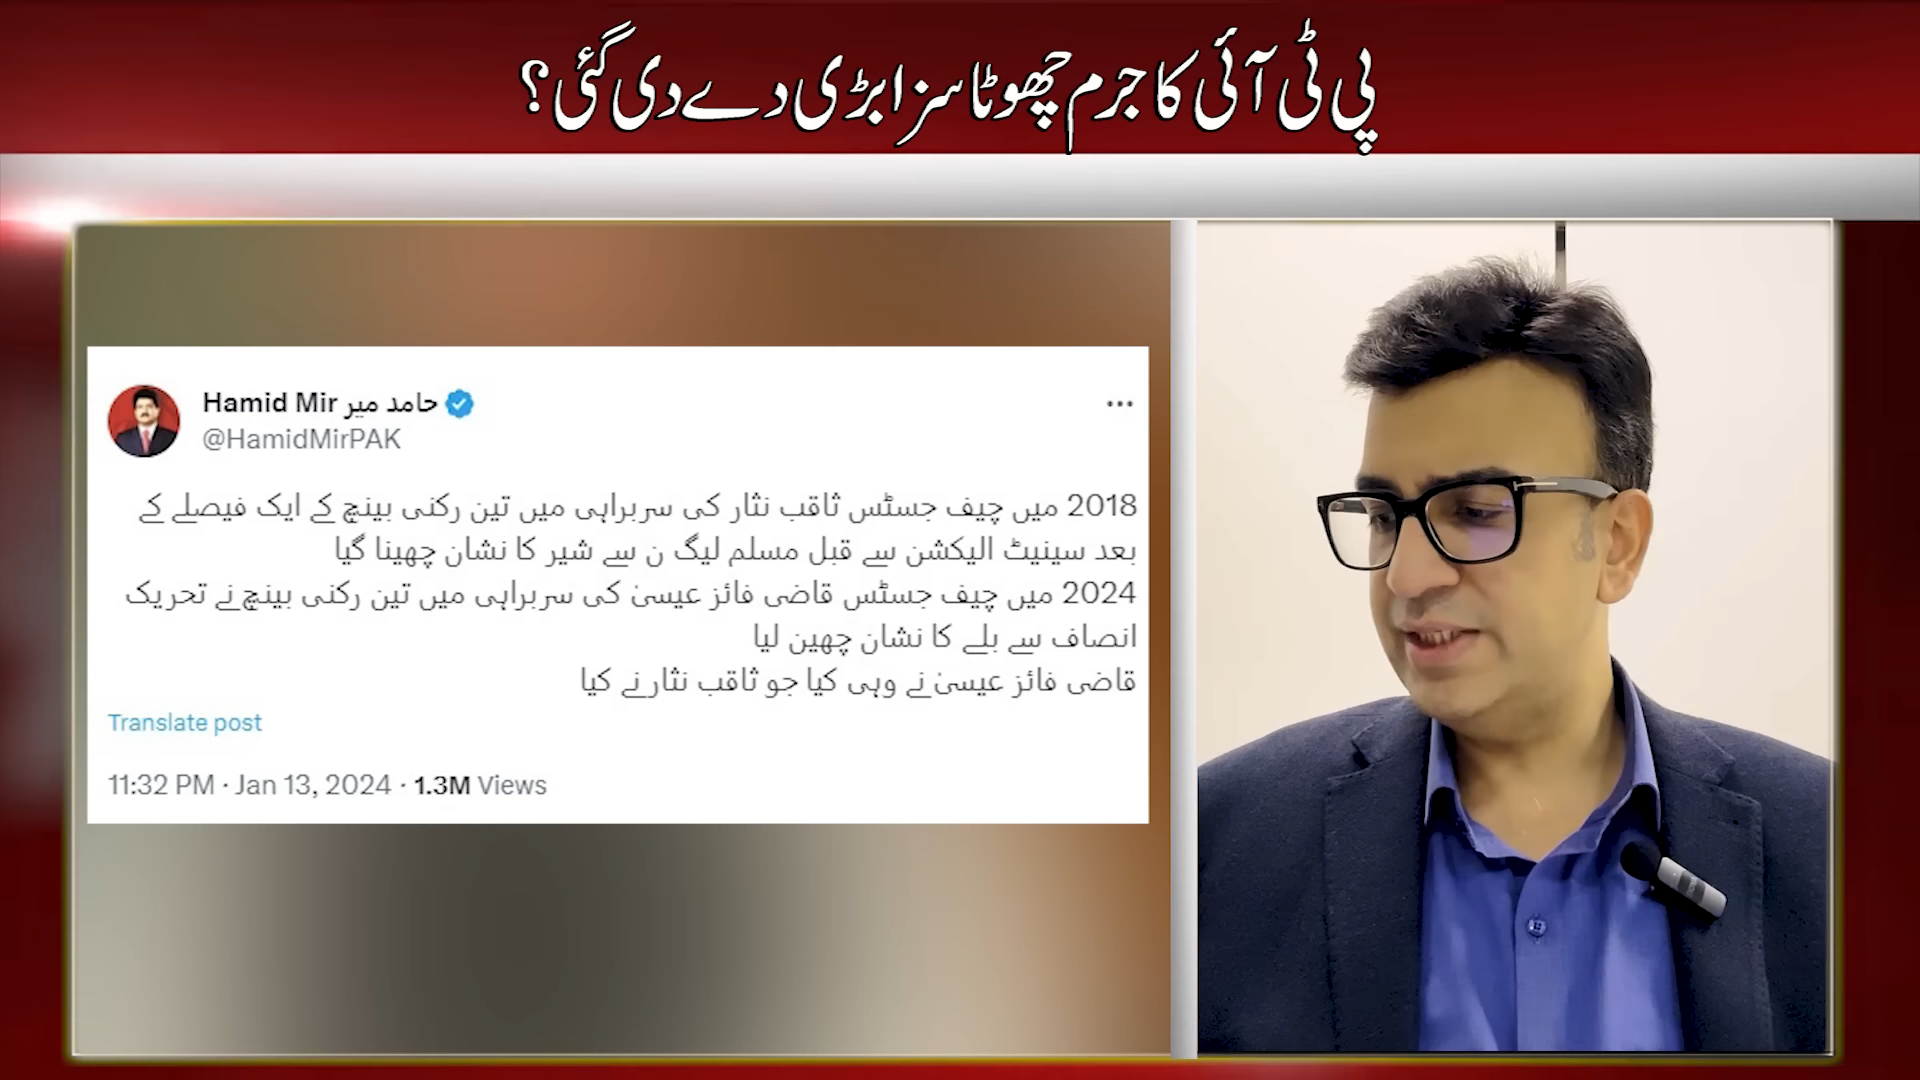 پی ٹی آئی کا جرم چھوٹا سزا بڑی دے دی گئی؟
Hamid Mir حامد میر
@HamidMirPAK
2018 میں چیف جسٹس ثاقب نثار کی سربراہی میں تین رکنی بینچ کے ایک فیصلے کے
بعد سینیٹ الیکشن سے قبل مسلم لیگ ن سے شیر کا نشان چھینا گیا
2024 میں چیف جسٹس قاضی فائز عیسیٰ کی سربراہی میں تین رکنی بینچ نے تحریک
انصاف سے بلے کا نشان چھین لیا
قاضی فائز عیسیٰ نے وہی کیا جو ثاقب نثار نے کیا
Translate post
11:32 PM · Jan 13, 2024 · 1.3M Views